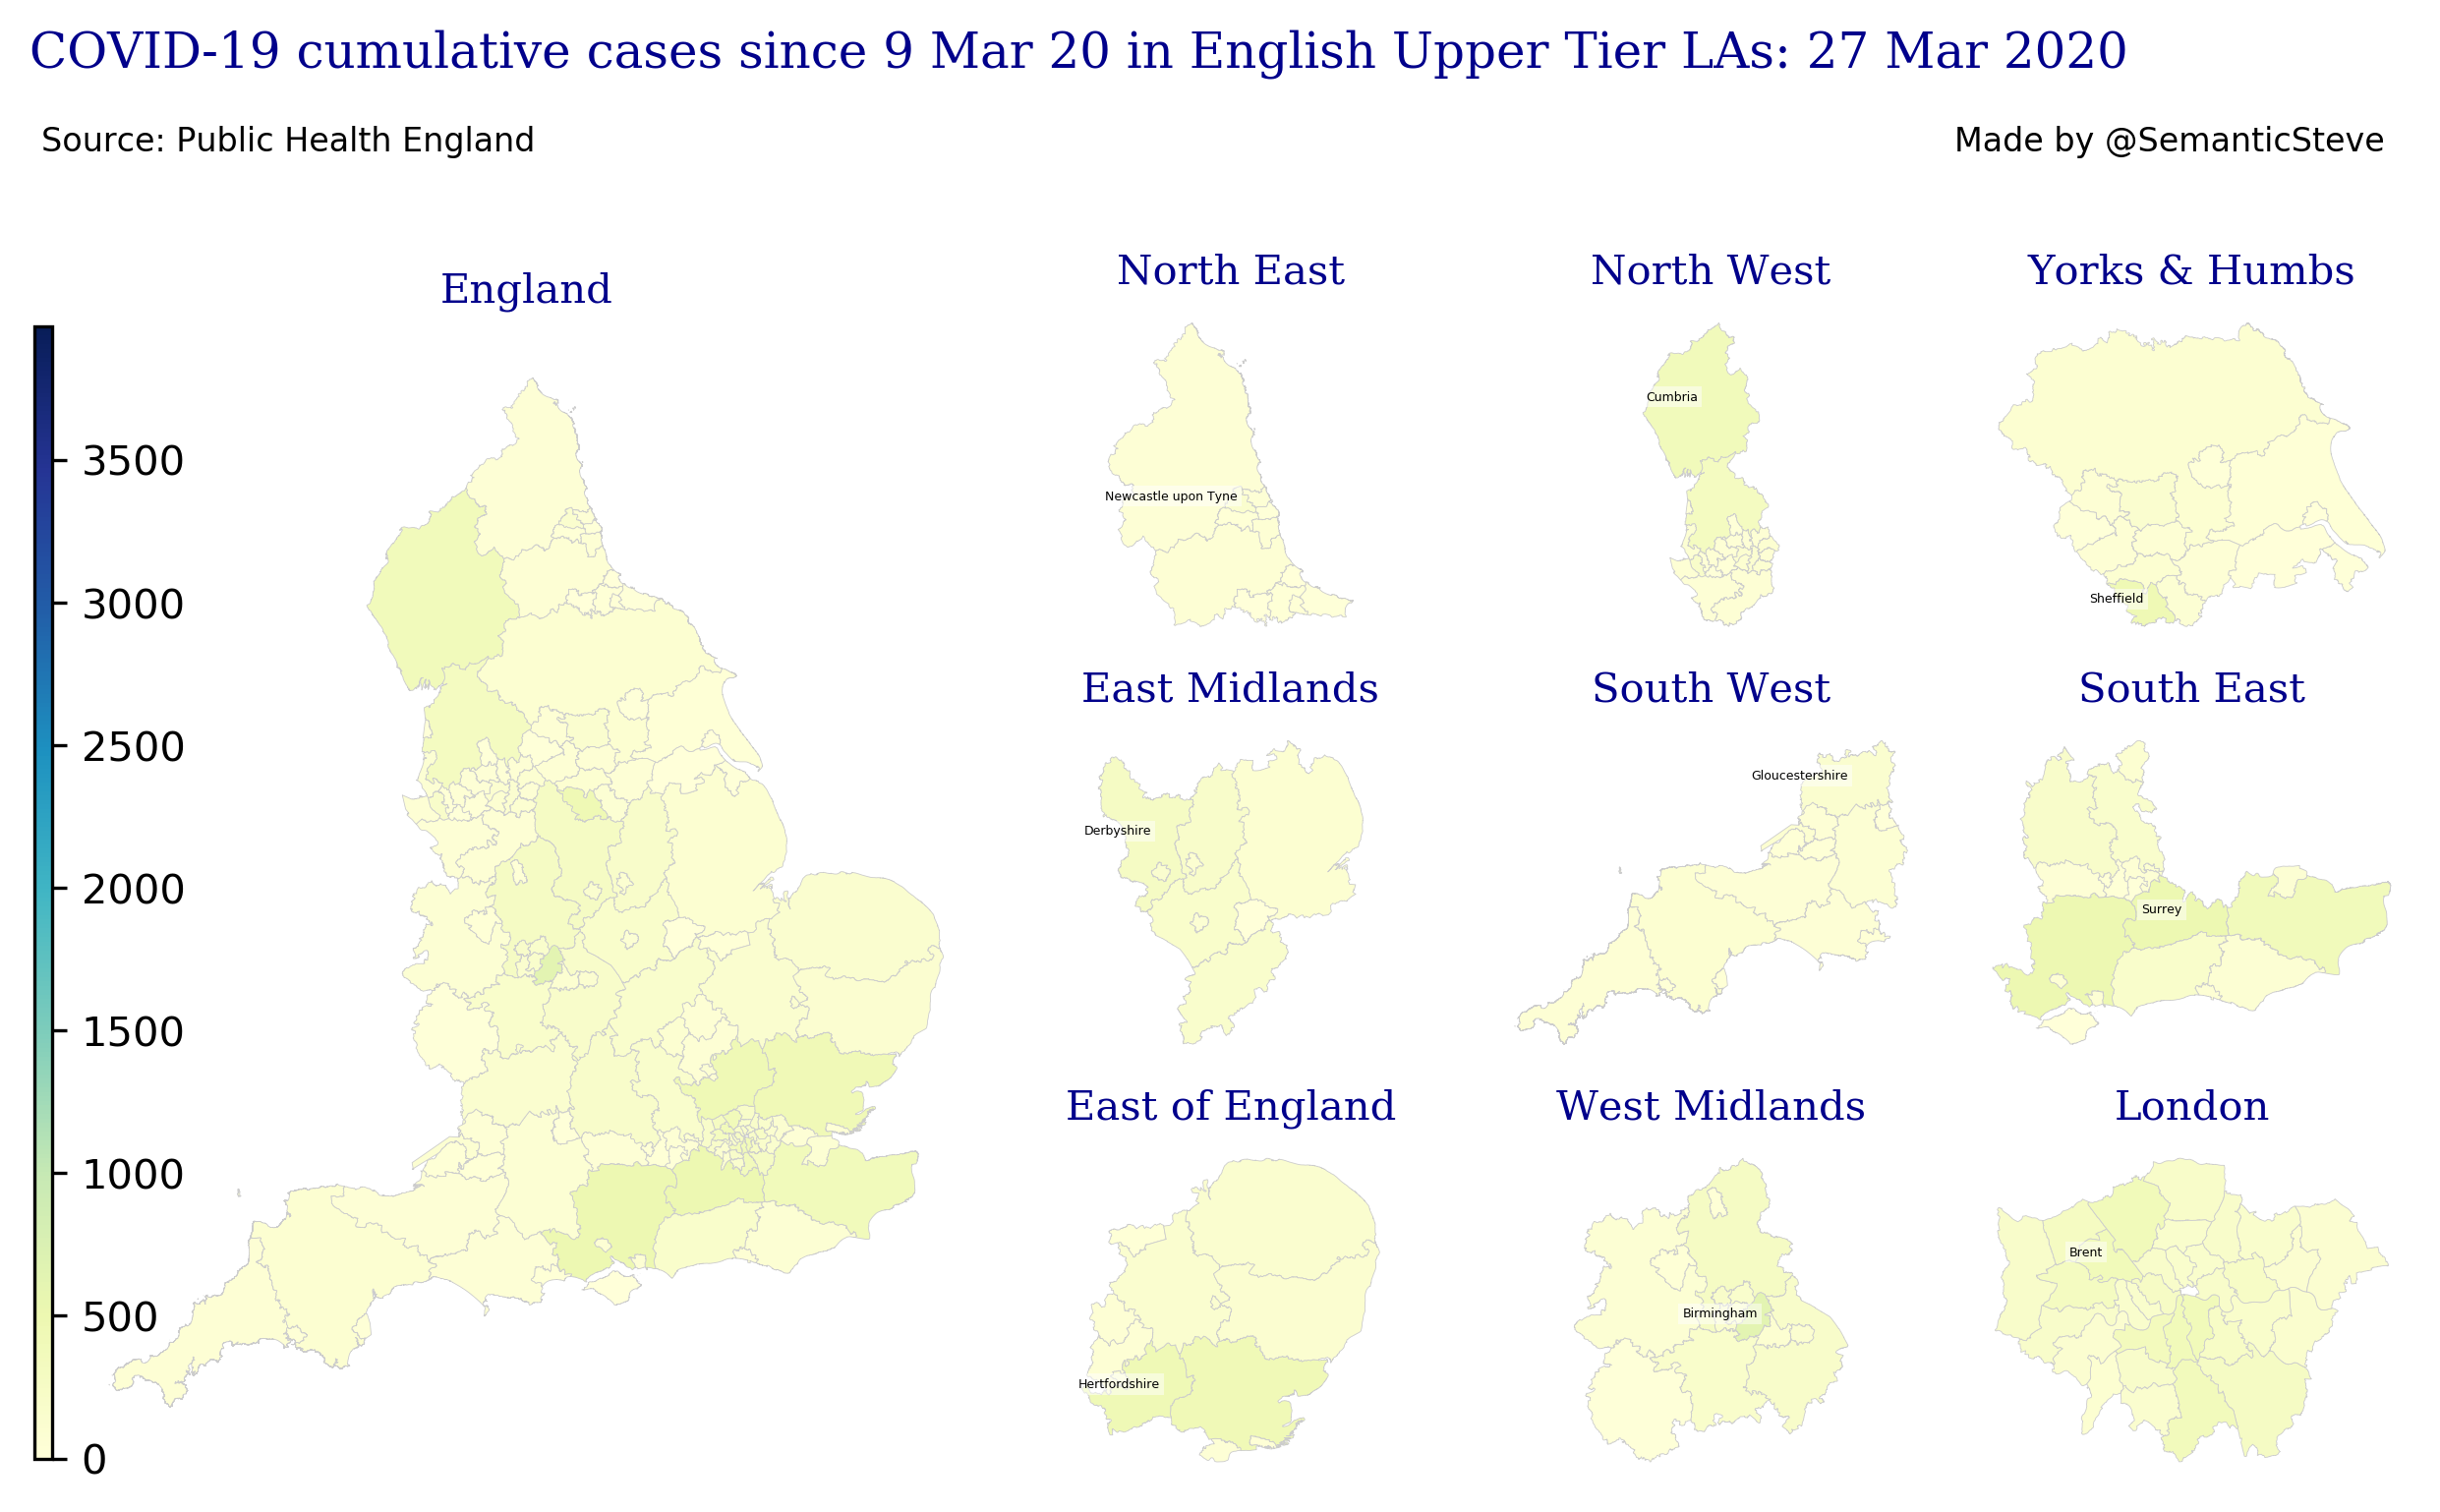 COVID-19 cumulative cases since 9 Mar 20 in English Upper Tier LAs: 27 Mar 2020
Source: Public Health England
Made by @SemanticSteve
England
3500
3000
2500
2000
1500
1000
500
0
North East
Newcastle upon Tyne
North West
Cumbria
Yorks & Humbs
Sheffield
East Midlands
Derbyshire
South West
Gloucestershire
South East
Surrey
East of England
Hertfordshire
West Midlands
Birmingham
London
Brent